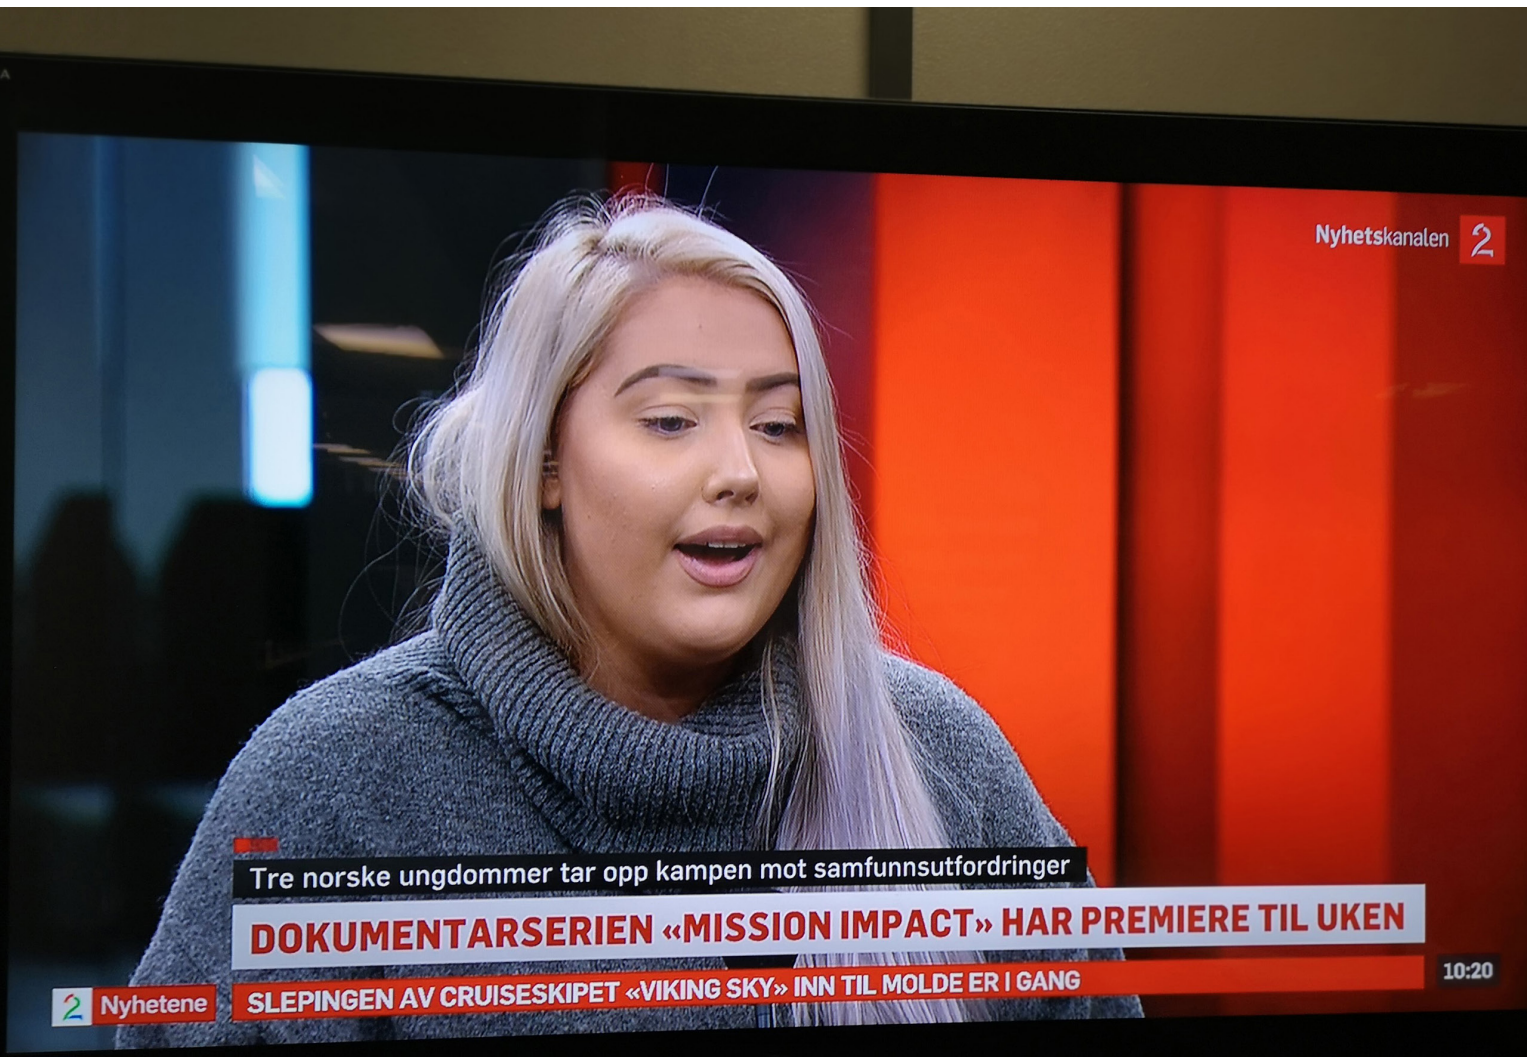 A
Nyhetskanalen 2
Tre norske ungdommer tar opp kampen mot samfunnsutfordringer
DOKUMENTARSERIEN «MISSION IMPACT» HAR PREMIERE TIL UKEN
10:20
2 Nyhetene
SLEPINGEN AV CRUISESKIPET «VIKING SKY» INN TIL MOLDE ER I GANG